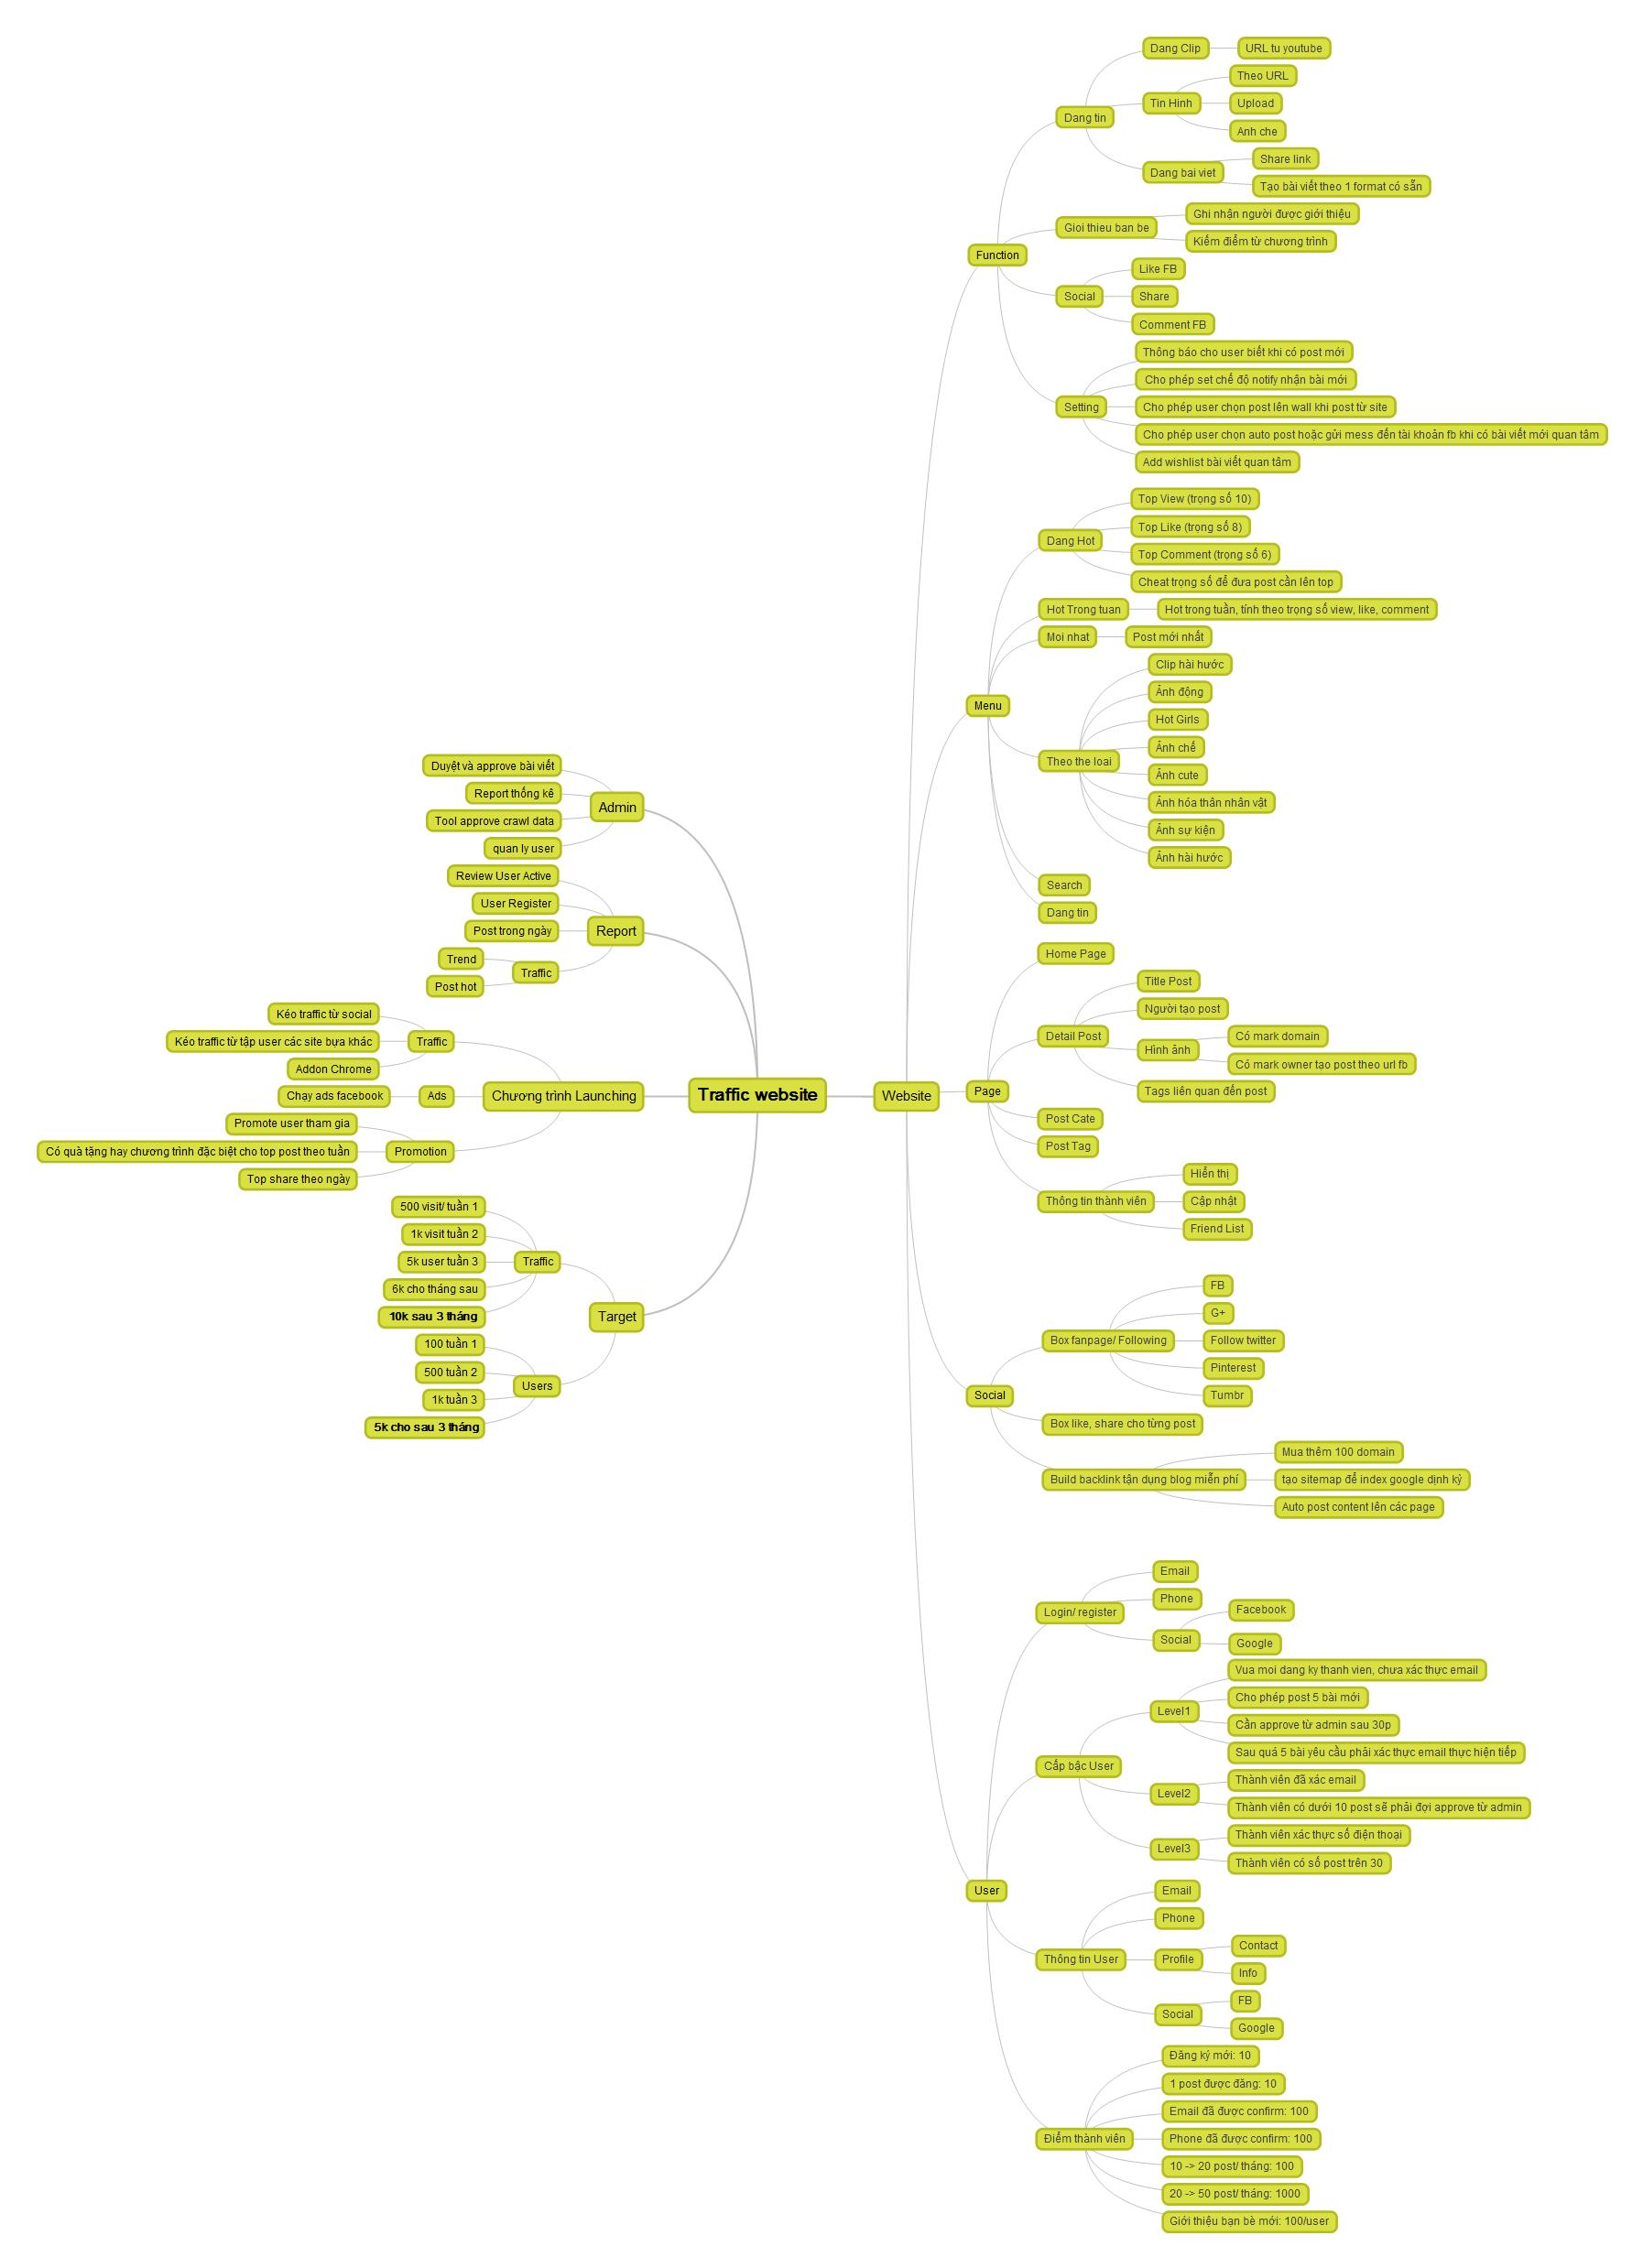 Traffic website
Website
Function
Dang tin
Dang Clip
URL tu youtube
Tin Hinh
Theo URL
Upload
Anh che
Dang bai viet
Share link
Tạo bài viết theo 1 format có sẵn
Gioi thieu ban be
Ghi nhận người được giới thiệu
Kiếm điểm từ chương trình
Social
Like FB
Share
Comment FB
Setting
Thông báo cho user biết khi có post mới
Cho phép set chế độ notify nhận bài mới
Cho phép user chọn post lên wall khi post từ site
Cho phép user chọn auto post hoặc gửi mess đến tài khoản fb khi có bài viết mới quan tâm
Add wishlist bài viết quan tâm
Menu
Dang Hot
Top View (trọng số 10)
Top Like (trọng số 8)
Top Comment (trọng số 6)
Cheat trọng số để đưa post cần lên top
Hot Trong tuan
Hot trong tuần, tính theo trọng số view, like, comment
Moi nhat
Post mới nhất
Theo the loai
Clip hài hước
Ảnh động
Hot Girls
Ảnh chế
Ảnh cute
Ảnh hóa thân nhân vật
Ảnh sự kiện
Ảnh hài hước
Search
Dang tin
Page
Home Page
Detail Post
Title Post
Người tạo post
Hình ảnh
Có mark domain
Có mark owner tạo post theo url fb
Tags liên quan đến post
Post Cate
Post Tag
Thông tin thành viên
Hiển thị
Cập nhật
Friend List
Social
Box fanpage/ Following
FB
G+
Follow twitter
Pinterest
Tumbr
Box like, share cho từng post
Build backlink tận dụng blog miễn phí
Mua thêm 100 domain
tạo sitemap để index google định kỳ
Auto post content lên các page
User
Login/ register
Email
Phone
Social
Facebook
Google
Cấp bậc User
Level1
Vua moi dang ky thanh vien, chưa xác thực email
Cho phép post 5 bài mới
Cần approve từ admin sau 30p
Sau quá 5 bài yêu cầu phải xác thực email thực hiện tiếp
Level2
Thành viên đã xác email
Thành viên có dưới 10 post sẽ phải đợi approve từ admin
Level3
Thành viên xác thực số điện thoại
Thành viên có số post trên 30
Thông tin User
Email
Phone
Profile
Contact
Info
Social
FB
Google
Điểm thành viên
Đăng ký mới: 10
1 post được đăng: 10
Email đã được confirm: 100
Phone đã được confirm: 100
10 -> 20 post/ tháng: 100
20 -> 50 post/ tháng: 1000
Giới thiệu bạn bè mới: 100/user
Admin
Duyệt và approve bài viết
Report thống kê
Tool approve crawl data
quan ly user
Report
Review User Active
User Register
Post trong ngày
Traffic
Trend
Post hot
Chương trình Launching
Traffic
Kéo traffic từ social
Kéo traffic từ tập user các site bựa khác
Addon Chrome
Ads
Chạy ads facebook
Promotion
Promote user tham gia
Có quà tặng hay chương trình đặc biệt cho top post theo tuần
Top share theo ngày
Target
Traffic
500 visit/ tuần 1
1k visit tuần 2
5k user tuần 3
6k cho tháng sau
10k sau 3 tháng
Users
100 tuần 1
500 tuần 2
1k tuần 3
5k cho sau 3 tháng